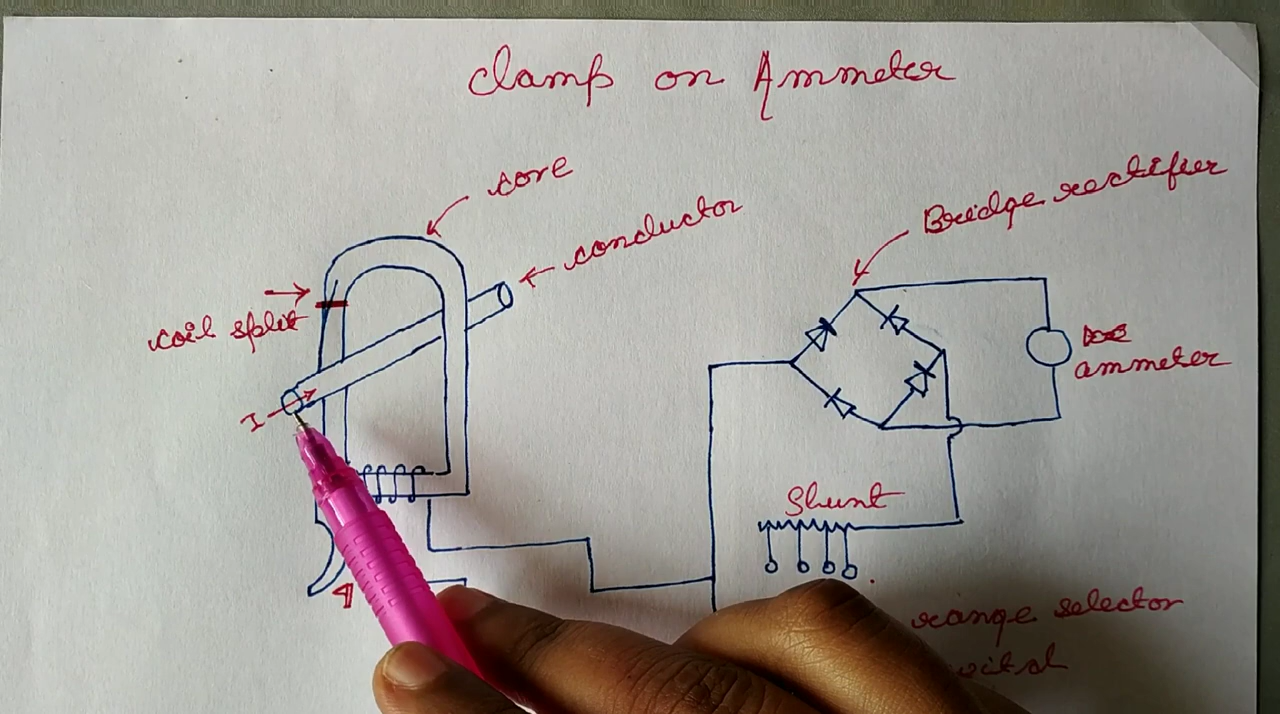 Clamp on Ammeter
core
conductor
Bridge rectifier
coil split
I
ammeter
Shunt
range selector